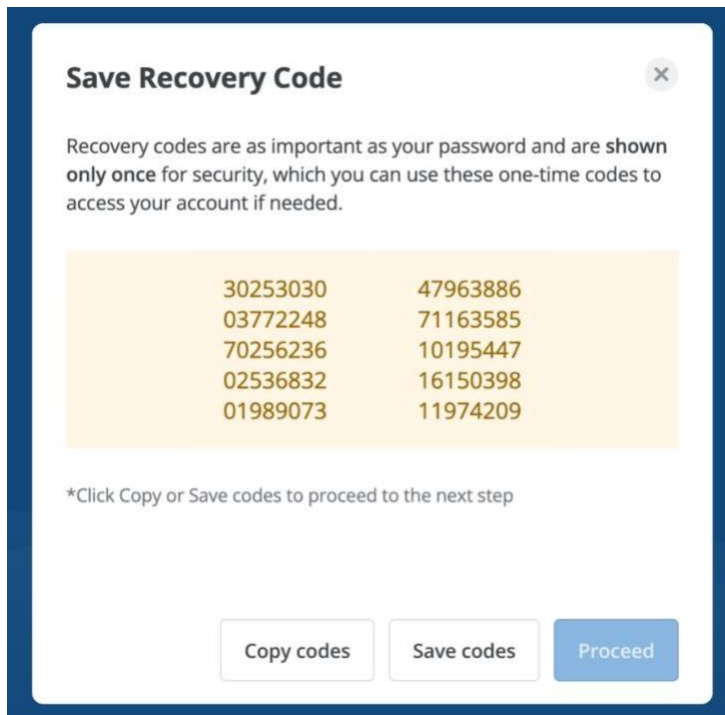 Save Recovery Code
Recovery codes are as important as your password and are shown
only once for security, which you can use these one-time codes to
access your account if needed.
30253030 47963886
03772248 71163585
70256236 10195447
02536832 16150398
01989073 11974209
*Click Copy or Save codes to proceed to the next step
Copy codes Save codes Proceed